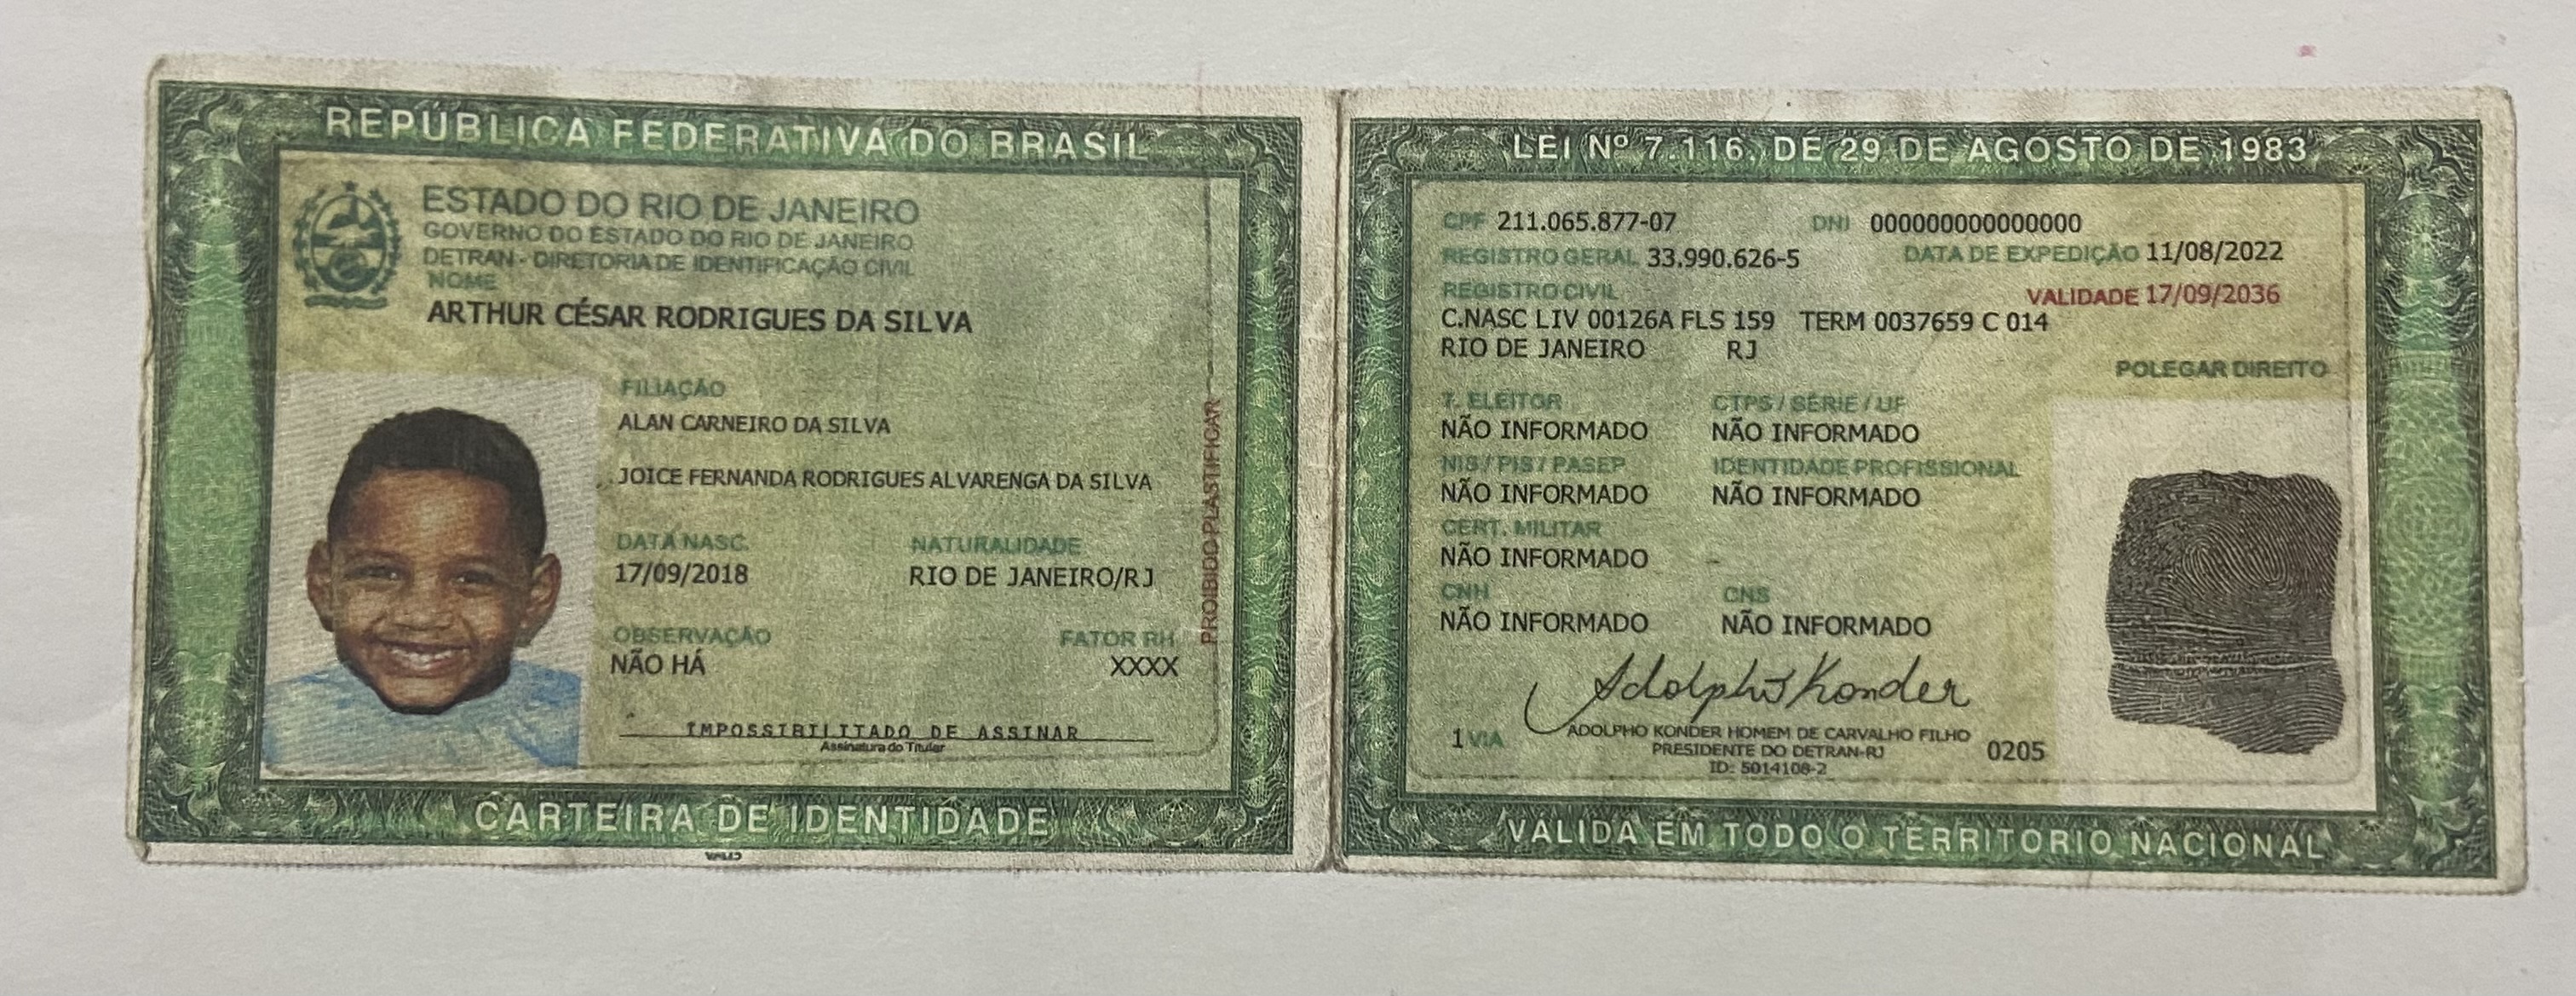 REPÚBLICA FEDERATIVA DO BRASIL
ESTADO DO RIO DE JANEIRO
GOVERNO DO ESTADO DO RIO DE JANEIRO
DETRAN - DIRETORIA DE IDENTIFICAÇÃO CIVIL
NOME
ARTHUR CÉSAR RODRIGUES DA SILVA
FILIAÇÃO
ALAN CARNEIRO DA SILVA
JOICE FERNANDA RODRIGUES ALVARENGA DA SILVA
DATA NASC. NATURALIDADE
17/09/2018 RIO DE JANEIRO/RJ
OBSERVAÇÃO FATOR RH
NÃO HÁ XXXX
IMPOSSIBILITADO DE ASSINAR
Assinatura do Titular
PROIBIDO PLASTIFICAR
CARTEIRA DE IDENTIDADE
LEI Nº 7.116, DE 29 DE AGOSTO DE 1983
CPF 211.065.877-07 DNI 000000000000000
REGISTRO GERAL 33.990.626-5 DATA DE EXPEDIÇÃO 11/08/2022
REGISTRO CIVIL VALIDADE 17/09/2036
C.NASC LIV 00126A FLS 159 TERM 0037659 C 014
RIO DE JANEIRO RJ
POLEGAR DIREITO
T. ELEITOR CTPS / SÉRIE / UF
NÃO INFORMADO NÃO INFORMADO
NIS / PIS / PASEP IDENTIDADE PROFISSIONAL
NÃO INFORMADO NÃO INFORMADO
CERT. MILITAR
NÃO INFORMADO -
CNH CNS
NÃO INFORMADO NÃO INFORMADO
Adolpho Konder
1 VIA ADOLPHO KONDER HOMEM DE CARVALHO FILHO
PRESIDENTE DO DETRAN-RJ 0205
ID: 5014108-2
VÁLIDA EM TODO O TERRITÓRIO NACIONAL